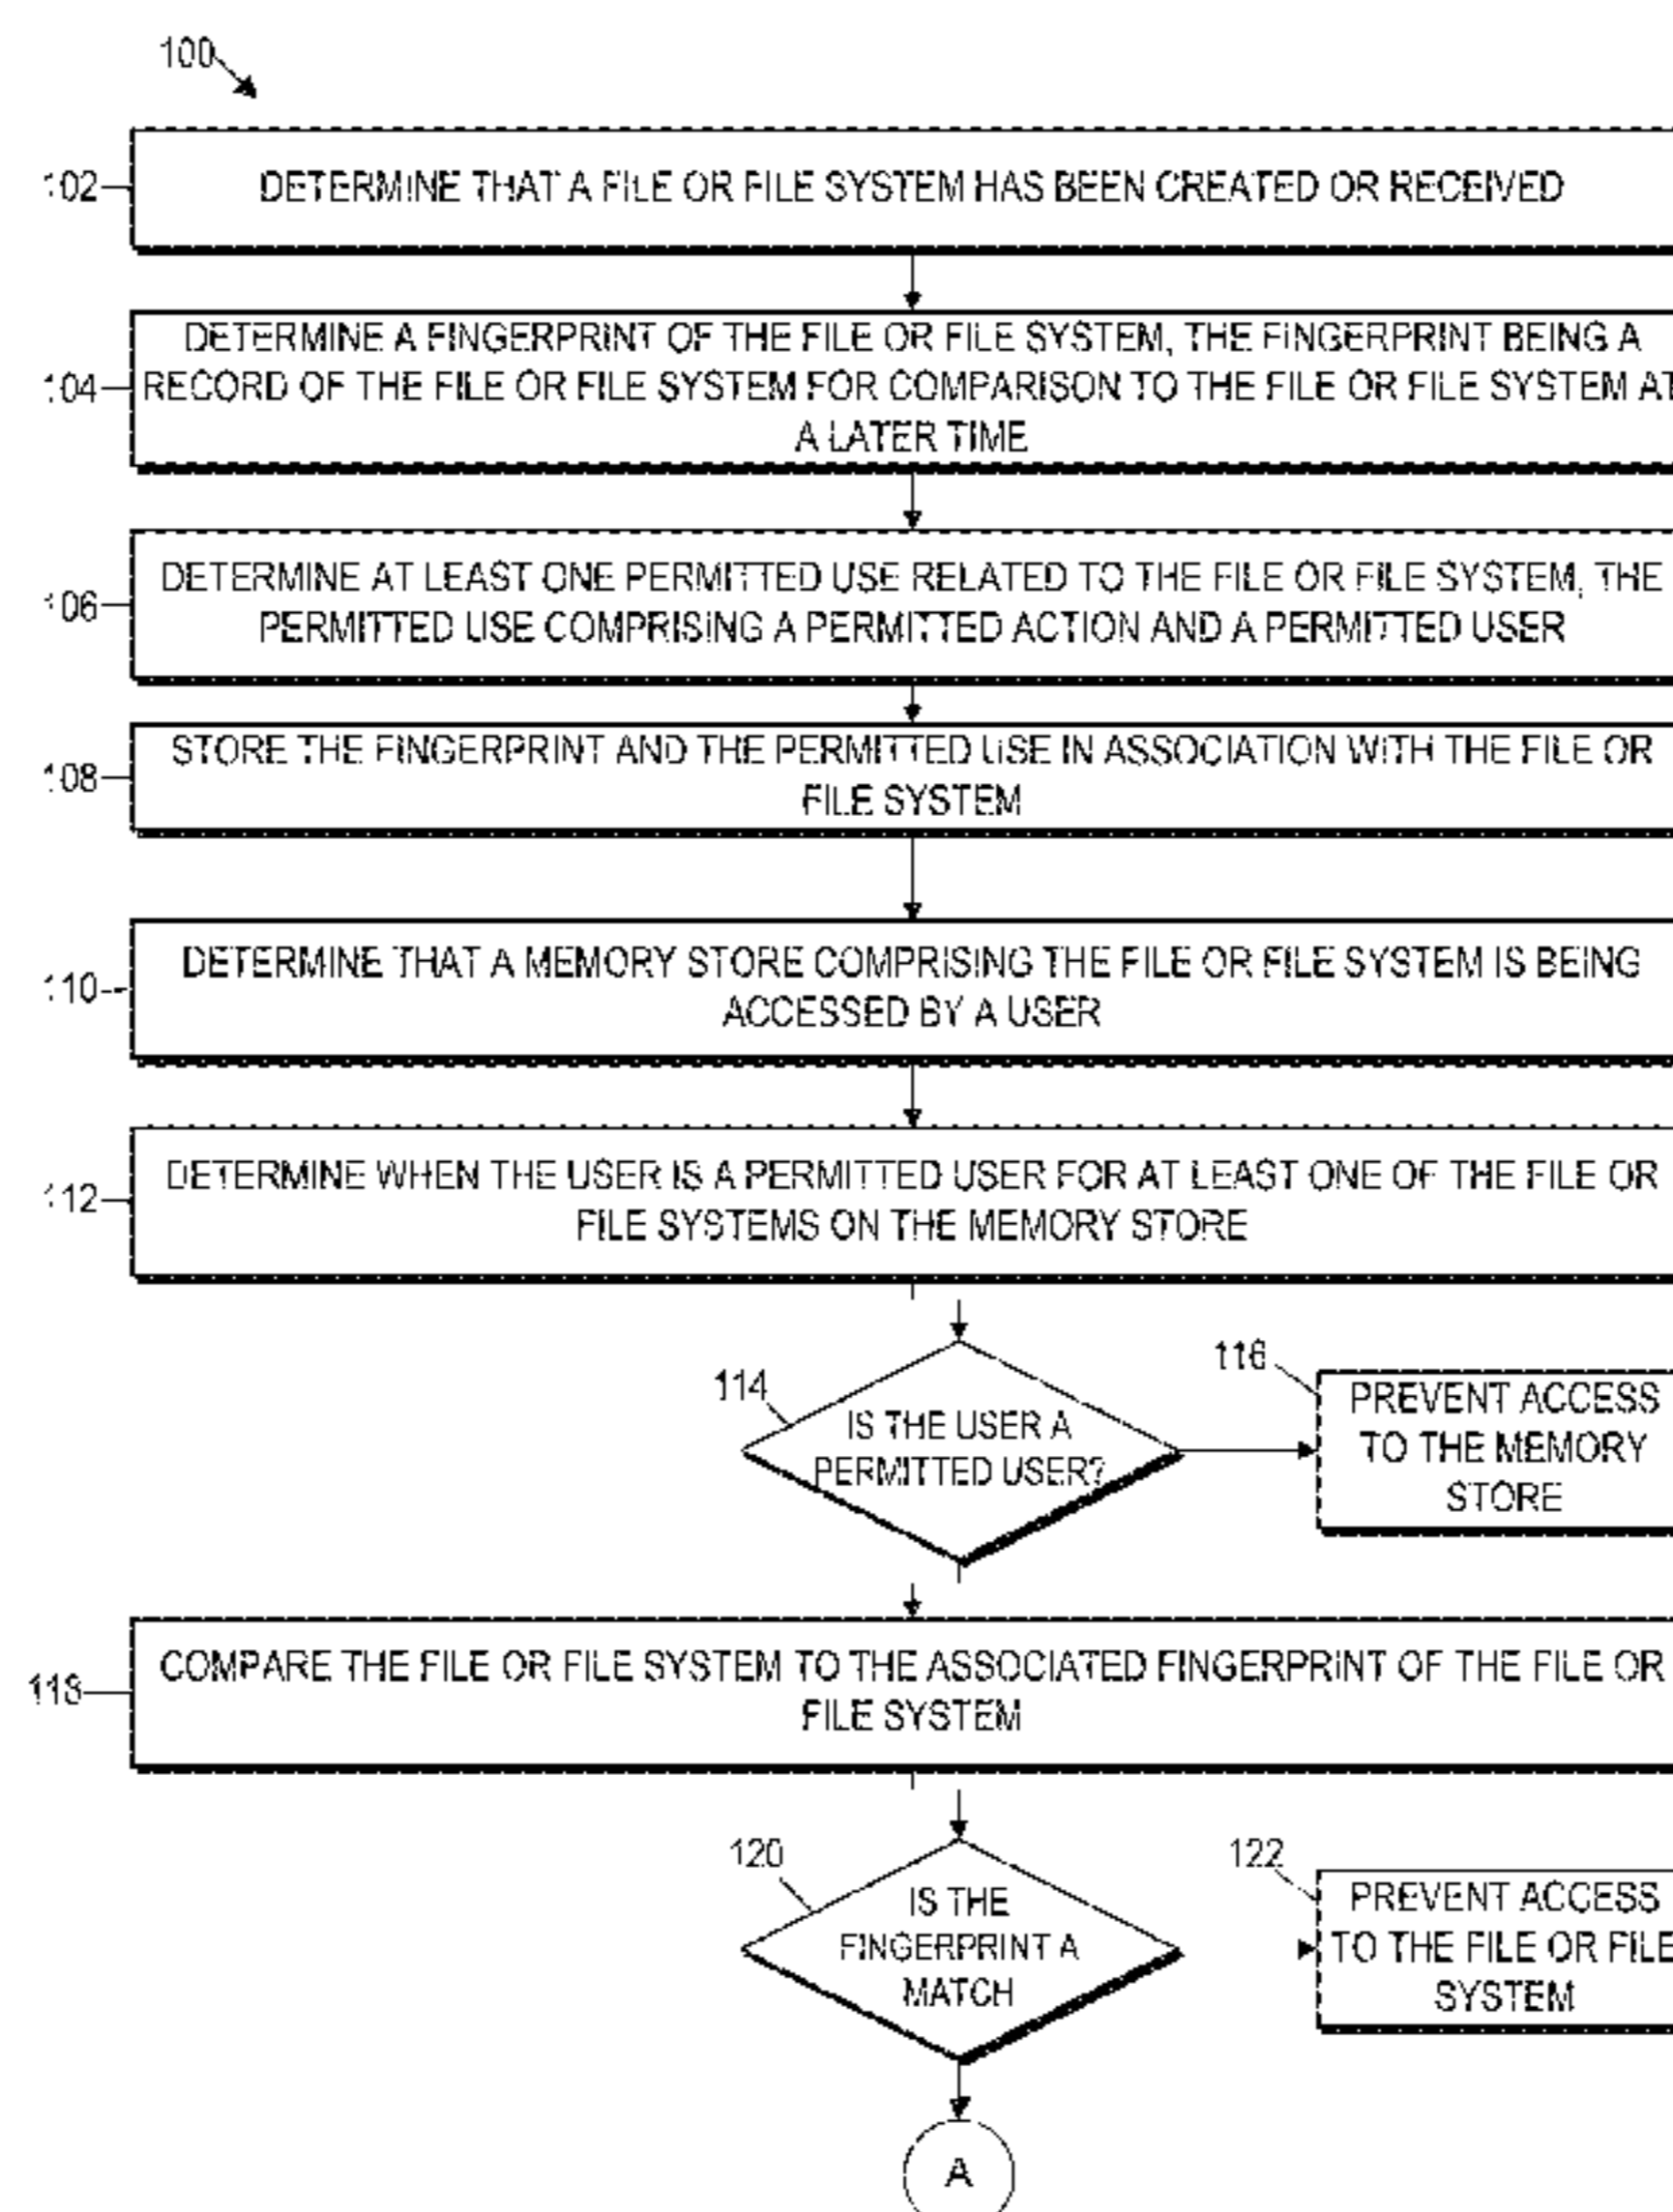 100
102
DETERMINE THAT A FILE OR FILE SYSTEM HAS BEEN CREATED OR RECEIVED
DETERMINE A FINGERPRINT OF THE FILE OR FILE SYSTEM, THE FINGERPRINT BEING A
104
RECORD OF THE FILE OR FILE SYSTEM FOR COMPARISON TO THE FILE OR FILE SYSTEM AT
A LATER TIME
DETERMINE AT LEAST ONE PERMITTED USE RELATED TO THE FILE OR FILE SYSTEM, THE
106
PERMITTED USE COMPRISING A PERMITTED ACTION AND A PERMITTED USER
STORE THE FINGERPRINT AND THE PERMITTED USE IN ASSOCIATION WITH THE FILE OR
108
FILE SYSTEM
DETERMINE THAT A MEMORY STORE COMPRISING THE FILE OR FILE SYSTEM IS BEING
110
ACCESSED BY A USER
DETERMINE WHEN THE USER IS A PERMITTED USER FOR AT LEAST ONE OF THE FILE OR
112
FILE SYSTEMS ON THE MEMORY STORE
114
IS THE USER A
PERMITTED USER?
116
PREVENT ACCESS
TO THE MEMORY
STORE
COMPARE THE FILE OR FILE SYSTEM TO THE ASSOCIATED FINGERPRINT OF THE FILE OR
118
FILE SYSTEM
120
IS THE
FINGERPRINT A
MATCH
122
PREVENT ACCESS
TO THE FILE OR FILE
SYSTEM
A